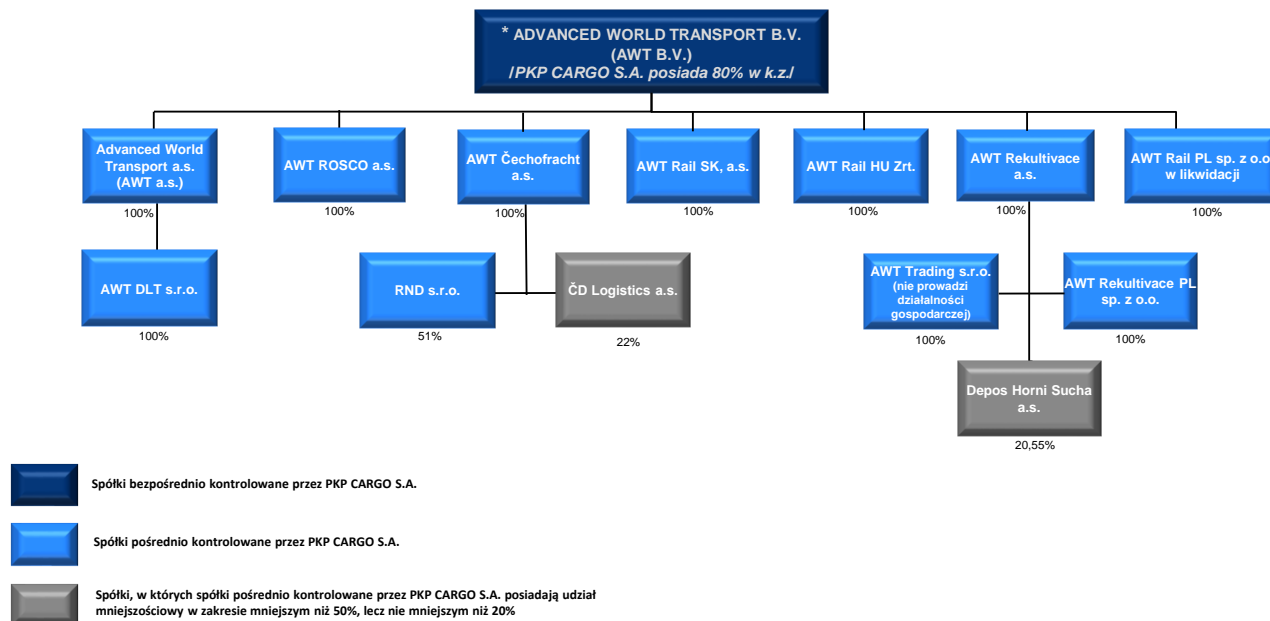 * ADVANCED WORLD TRANSPORT B.V.
(AWT B.V.)
/PKP CARGO S.A. posiada 80% w k.z./
Advanced World
Transport a.s.
(AWT a.s.)
100%
AWT ROSCO a.s.
100%
AWT Čechofracht
a.s.
100%
AWT Rail SK, a.s.
100%
AWT Rail HU Zrt.
100%
AWT Rekultivace
a.s.
100%
AWT Rail PL sp. z o.o
w likwidacji
100%
AWT DLT s.r.o.
100%
RND s.r.o.
51%
ČD Logistics a.s.
22%
AWT Trading s.r.o.
(nie prowadzi
działalności
gospodarczej)
100%
AWT Rekultivace PL
sp. z o.o.
100%
Depos Horni Sucha
a.s.
20,55%
Spółki bezpośrednio kontrolowane przez PKP CARGO S.A.
Spółki pośrednio kontrolowane przez PKP CARGO S.A.
Spółki, w których spółki pośrednio kontrolowane przez PKP CARGO S.A. posiadają udział
mniejszościowy w zakresie mniejszym niż 50%, lecz nie mniejszym niż 20%